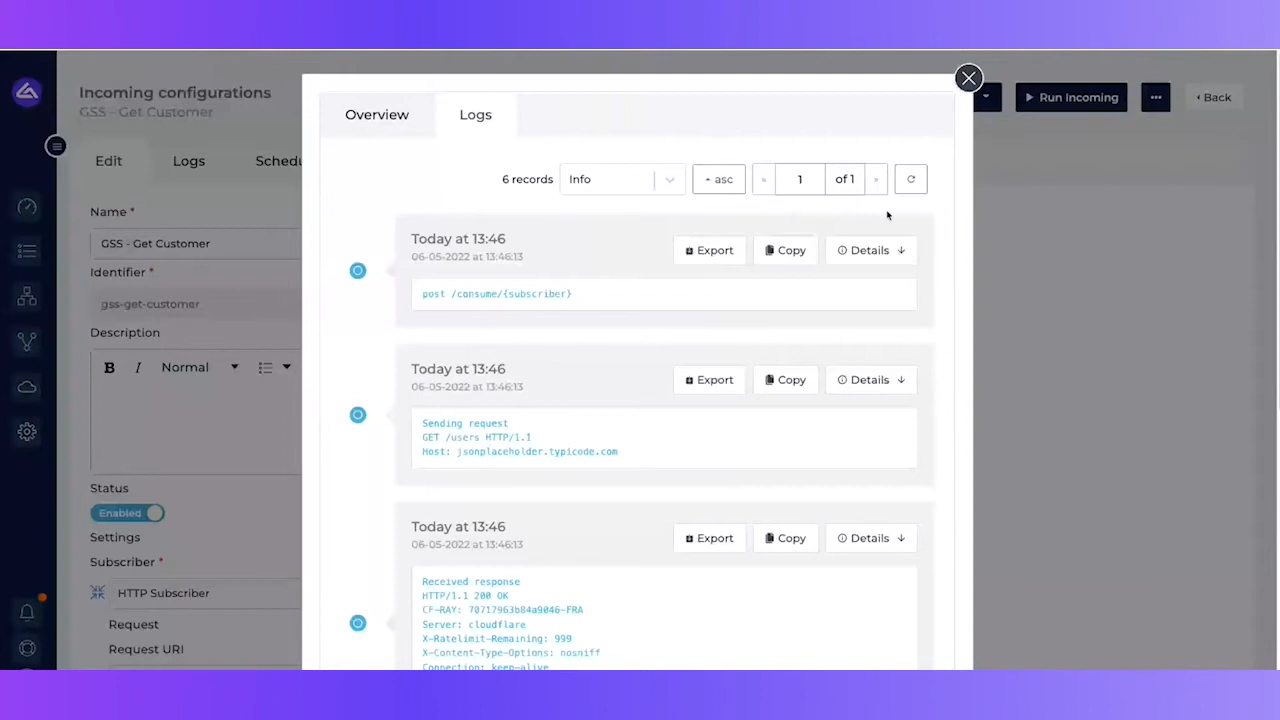 Incoming configurations
GSS - Get Customer
Run Incoming
...
Back
Edit
Logs
Name *
GSS - Get Customer
Identifier *
gss-get-customer
Description
B I Normal
Status
Enabled
Settings
Subscriber *
HTTP Subscriber
Request
Request URI
Overview
Logs
6 records
Info
asc
« 1 of 1 »
Today at 13:46
06-05-2022 at 13:46:13
Export
Copy
Details
post /consume/{subscriber}
Today at 13:46
06-05-2022 at 13:46:13
Export
Copy
Details
Sending request
GET /users HTTP/1.1
Host: jsonplaceholder.typicode.com
Today at 13:46
06-05-2022 at 13:46:13
Export
Copy
Details
Received response
HTTP/1.1 200 OK
CF-RAY: 70717963b84a9046-FRA
Server: cloudflare
X-Ratelimit-Remaining: 999
X-Content-Type-Options: nosniff
Connection: keep-alive